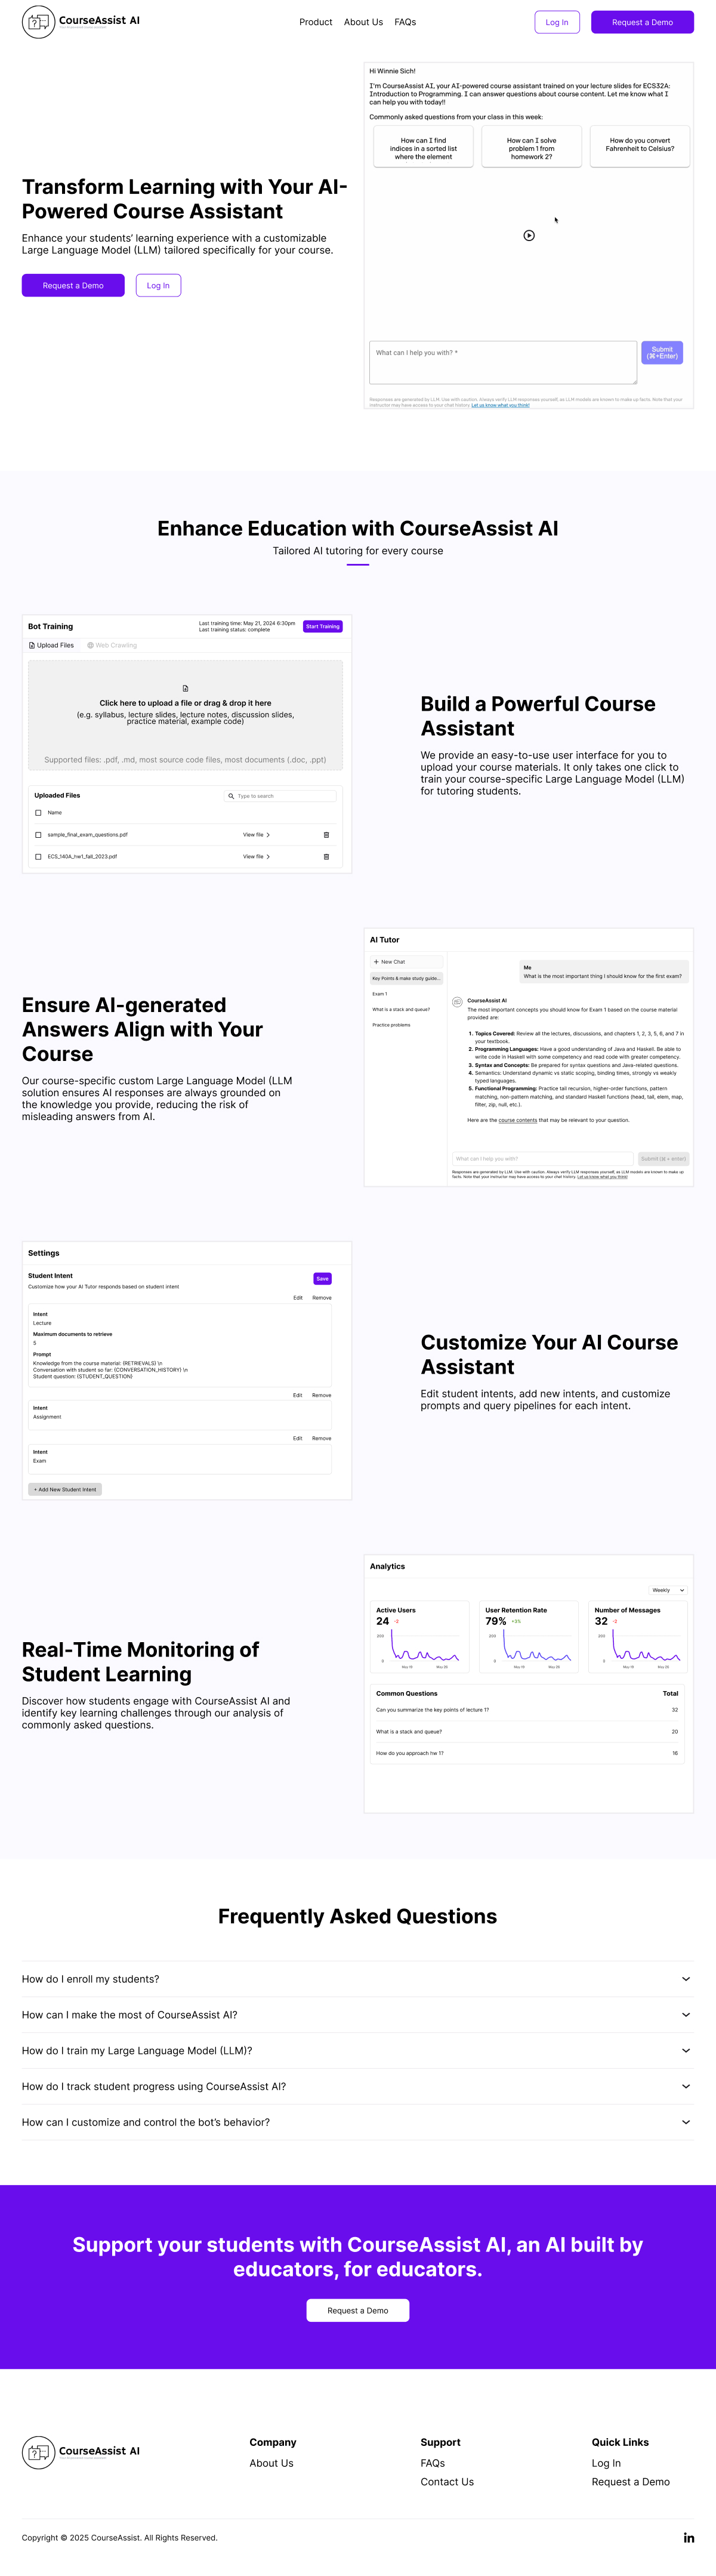 CourseAssist AI
Product About Us FAQs
Log In
Request a Demo
Transform Learning with Your AI-
Powered Course Assistant
Enhance your students’ learning experience with a customizable
Large Language Model (LLM) tailored specifically for your course.
Request a Demo
Log In
Hi Winnie Sich!
I'm CourseAssist AI, your AI-powered course assistant trained on your lecture slides for ECS32A:
Introduction to Programming. I can answer questions about course content. Let me know what I
can help you with today!!
Commonly asked questions from your class in this week:
How can I find
indices in a sorted list
where the element
How can I solve
problem 1 from
homework 2?
How do you convert
Fahrenheit to Celsius?
What can I help you with? *
Submit
(⌘+Enter)
Responses are generated by LLM. Use with caution. Always verify LLM responses yourself, as LLM models are known to make up facts. Note that your
instructor may have access to your chat history. Let us know what you think!
Enhance Education with CourseAssist AI
Tailored AI tutoring for every course
Bot Training
Last training time: May 21, 2024 6:30pm
Last training status: complete
Start Training
Upload Files
Web Crawling
Click here to upload a file or drag & drop it here
(e.g. syllabus, lecture slides, lecture notes, discussion slides,
practice material, example code)
Supported files: .pdf, .md, most source code files, most documents (.doc, .ppt)
Uploaded Files
Type to search
Name
sample_final_exam_questions.pdf
View file
ECS_140A_hw1_fall_2023.pdf
View file
Build a Powerful Course
Assistant
We provide an easy-to-use user interface for you to
upload your course materials. It only takes one click to
train your course-specific Large Language Model (LLM)
for tutoring students.
Ensure AI-generated
Answers Align with Your
Course
Our course-specific custom Large Language Model (LLM
solution ensures AI responses are always grounded on
the knowledge you provide, reducing the risk of
misleading answers from AI.
AI Tutor
+ New Chat
Key Points & make study guide...
Exam 1
What is a stack and queue?
Practice problems
Me
What is the most important thing I should know for the first exam?
CourseAssist AI
The most important concepts you should know for Exam 1 based on the course material
provided are:
1. Topics Covered: Review all the lectures, discussions, and chapters 1, 2, 3, 5, 6, and 7 in
your textbook.
2. Programming Languages: Have a good understanding of Java and Haskell. Be able to
write code in Haskell with some competency and read code with greater competency.
3. Syntax and Concepts: Be prepared for syntax questions and Java-related questions.
4. Semantics: Understand dynamic vs static scoping, binding times, strongly vs weakly
typed languages.
5. Functional Programming: Practice tail recursion, higher-order functions, pattern
matching, non-pattern matching, and standard Haskell functions (head, tail, elem, map,
filter, zip, null, etc.).
Here are the course contents that may be relevant to your question.
What can I help you with?
Submit (⌘ + enter)
Responses are generated by LLM. Use with caution. Always verify LLM responses yourself, as LLM models are known to make up
facts. Note that your instructor may have access to your chat history. Let us know what you think!
Settings
Student Intent
Customize how your AI Tutor responds based on student intent
Save
Edit Remove
Intent
Lecture
Maximum documents to retrieve
5
Prompt
Knowledge from the course material: {RETRIEVALS} \n
Conversation with student so far: {CONVERSATION_HISTORY} \n
Student question: {STUDENT_QUESTION}
Edit Remove
Intent
Assignment
Edit Remove
Intent
Exam
+ Add New Student Intent
Customize Your AI Course
Assistant
Edit student intents, add new intents, and customize
prompts and query pipelines for each intent.
Real-Time Monitoring of
Student Learning
Discover how students engage with CourseAssist AI and
identify key learning challenges through our analysis of
commonly asked questions.
Analytics
Weekly
Active Users
24 -2
200
0
May 19 May 20
User Retention Rate
79% +3%
200
0
May 19 May 20
Number of Messages
32 -2
200
0
May 19 May 20
Common Questions Total
Can you summarize the key points of lecture 1? 32
What is a stack and queue? 20
How do you approach hw 1? 16
Frequently Asked Questions
How do I enroll my students?
How can I make the most of CourseAssist AI?
How do I train my Large Language Model (LLM)?
How do I track student progress using CourseAssist AI?
How can I customize and control the bot’s behavior?
Support your students with CourseAssist AI, an AI built by
educators, for educators.
Request a Demo
CourseAssist AI
Company
About Us
Support
FAQs
Contact Us
Quick Links
Log In
Request a Demo
Copyright © 2025 CourseAssist. All Rights Reserved.
in